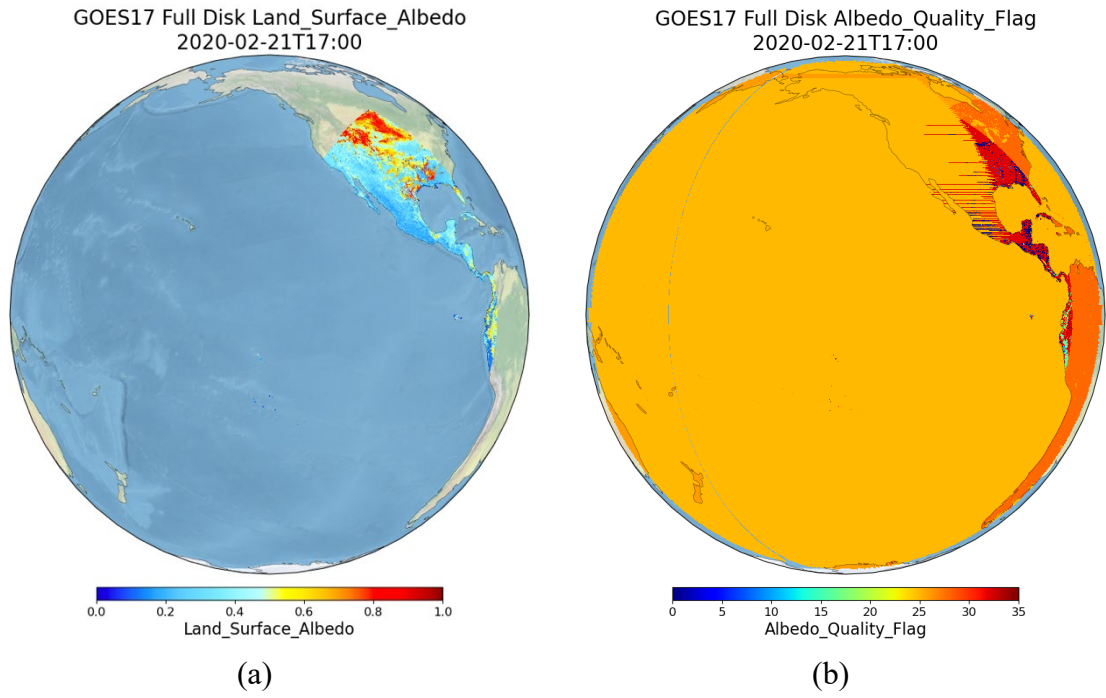 GOES17 Full Disk Land_Surface_Albedo
2020-02-21T17:00
0.0 0.2 0.4 0.6 0.8 1.0
Land_Surface_Albedo
(a)
GOES17 Full Disk Albedo_Quality_Flag
2020-02-21T17:00
0 5 10 15 20 25 30 35
Albedo_Quality_Flag
(b)